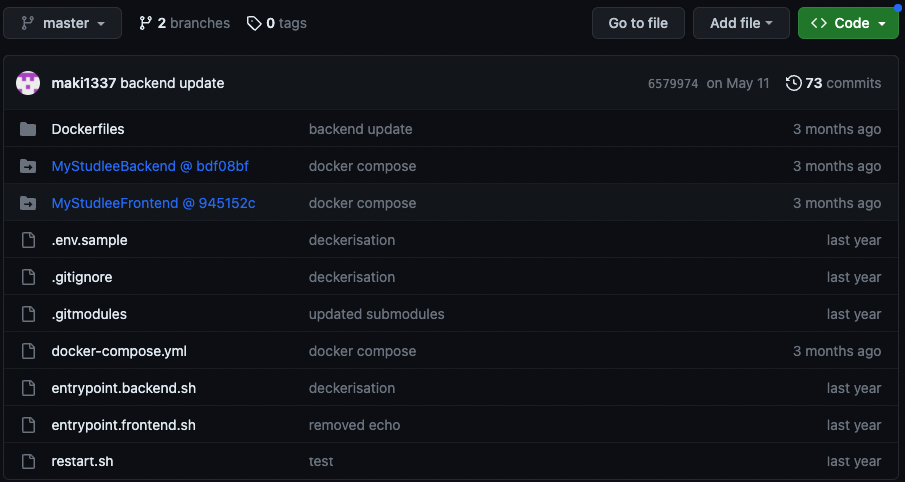 master 2 branches 0 tags Go to file Add file Code
maki1337 backend update 6579974 on May 11 73 commits
Dockerfiles backend update 3 months ago
MyStudleeBackend @ bdf08bf docker compose 3 months ago
MyStudleeFrontend @ 945152c docker compose 3 months ago
.env.sample deckerisation last year
.gitignore deckerisation last year
.gitmodules updated submodules last year
docker-compose.yml docker compose 3 months ago
entrypoint.backend.sh deckerisation last year
entrypoint.frontend.sh removed echo last year
restart.sh test last year